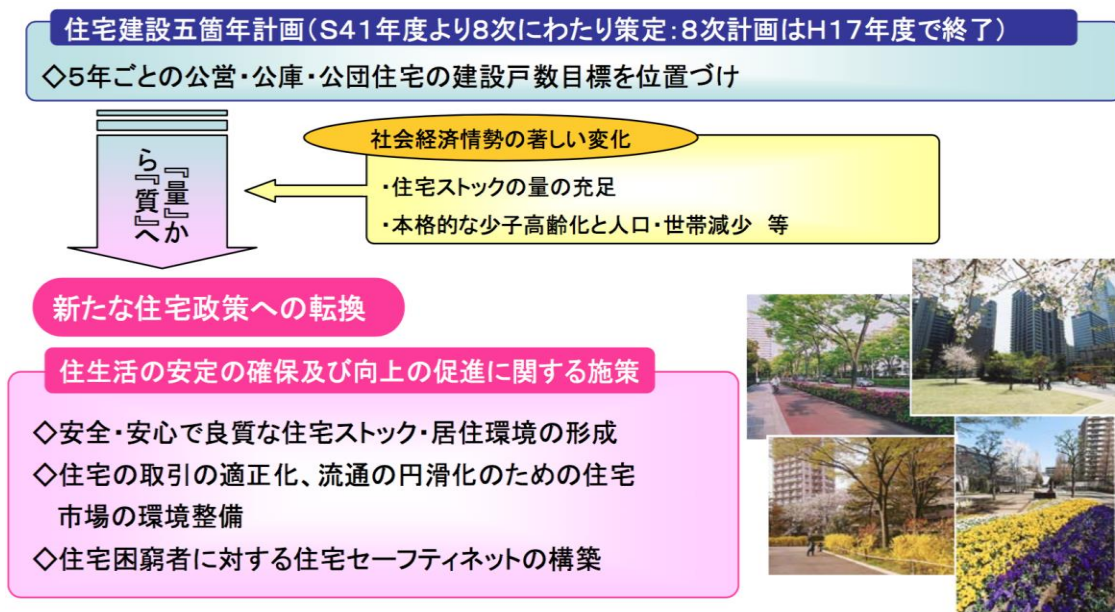 住宅建設五箇年計画(S41年度より8次にわたり策定:8次計画はH17年度で終了)
◇5年ごとの公営・公庫・公団住宅の建設戸数目標を位置づけ
『量』か
ら『質』へ
社会経済情勢の著しい変化
・住宅ストックの量の充足
・本格的な少子高齢化と人口・世帯減少 等
新たな住宅政策への転換
住生活の安定の確保及び向上の促進に関する施策
◇安全・安心で良質な住宅ストック・居住環境の形成
◇住宅の取引の適正化、流通の円滑化のための住宅
市場の環境整備
◇住宅困窮者に対する住宅セーフティネットの構築